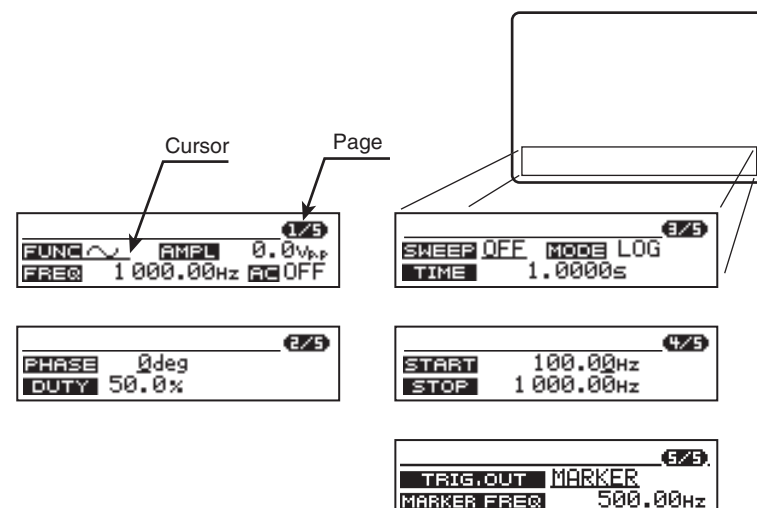 Cursor
Page
1/5
FUNC AMPL 0.0Vp.p
FREQ 1 000.00Hz AC OFF
2/5
PHASE 0deg
DUTY 50.0%
3/5
SWEEP OFF MODE LOG
TIME 1.0000s
4/5
START 100.00Hz
STOP 1 000.00Hz
5/5
TRIG.OUT MARKER
MARKER FREQ 500.00Hz